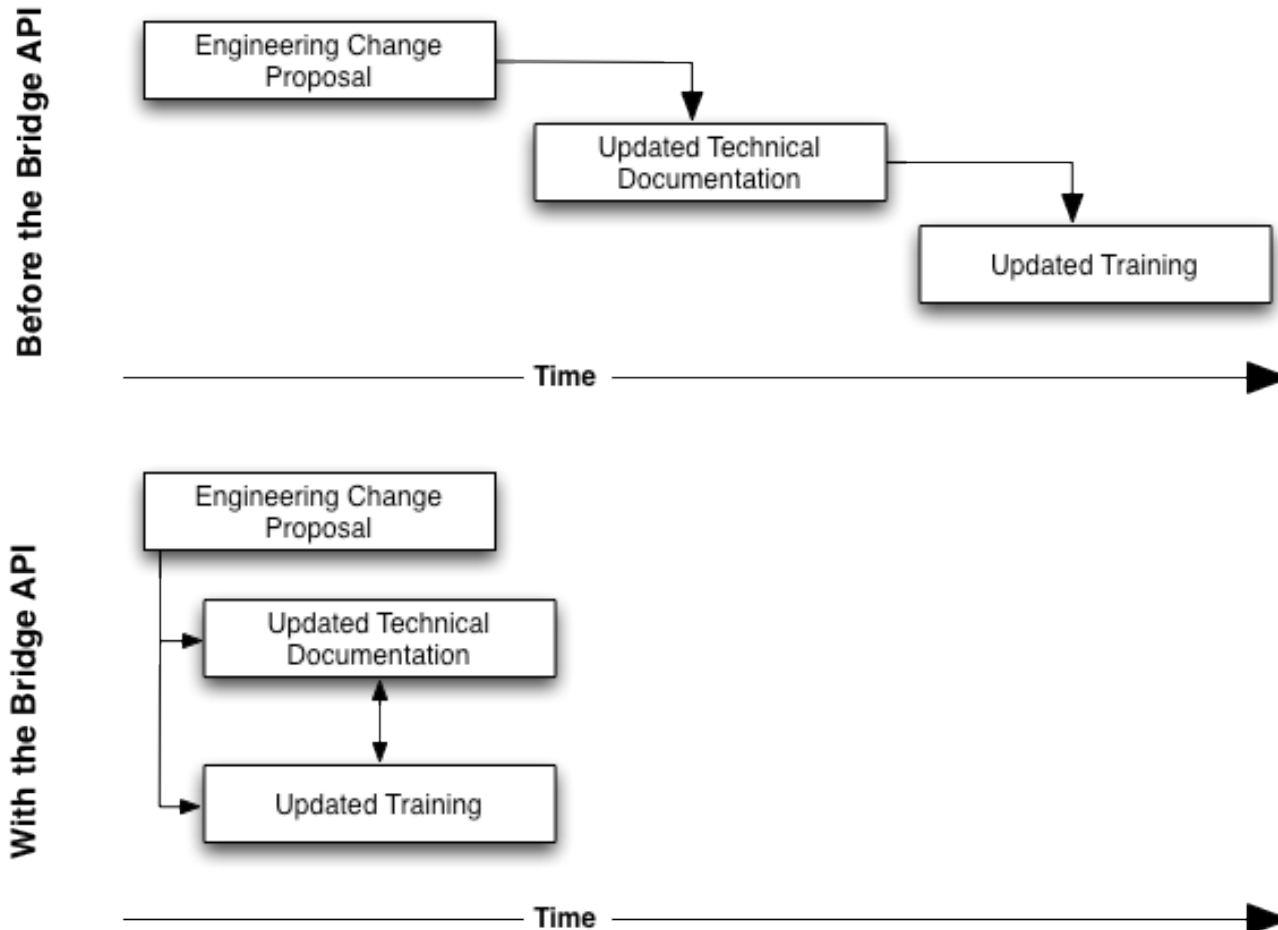 Before the Bridge API
Engineering Change
Proposal
Updated Technical
Documentation
Updated Training
Time
With the Bridge API
Engineering Change
Proposal
Updated Technical
Documentation
Updated Training
Time